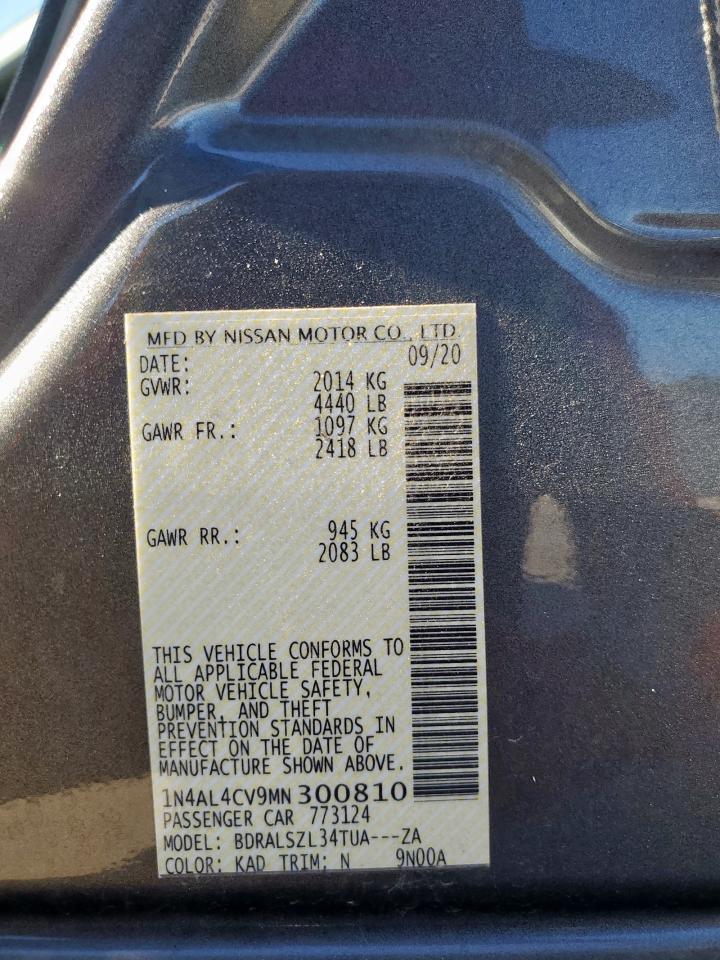 MFD BY NISSAN MOTOR CO., LTD.
DATE: 09/20
GVWR: 2014 KG
4440 LB
GAWR FR.: 1097 KG
2418 LB
GAWR RR.: 945 KG
2083 LB
THIS VEHICLE CONFORMS TO
ALL APPLICABLE FEDERAL
MOTOR VEHICLE SAFETY,
BUMPER, AND THEFT
PREVENTION STANDARDS IN
EFFECT ON THE DATE OF
MANUFACTURE SHOWN ABOVE.
1N4AL4CV9MN300810
PASSENGER CAR 773124
MODEL: BDRALSZL34TUA---ZA
COLOR: KAD TRIM: N 9N00A